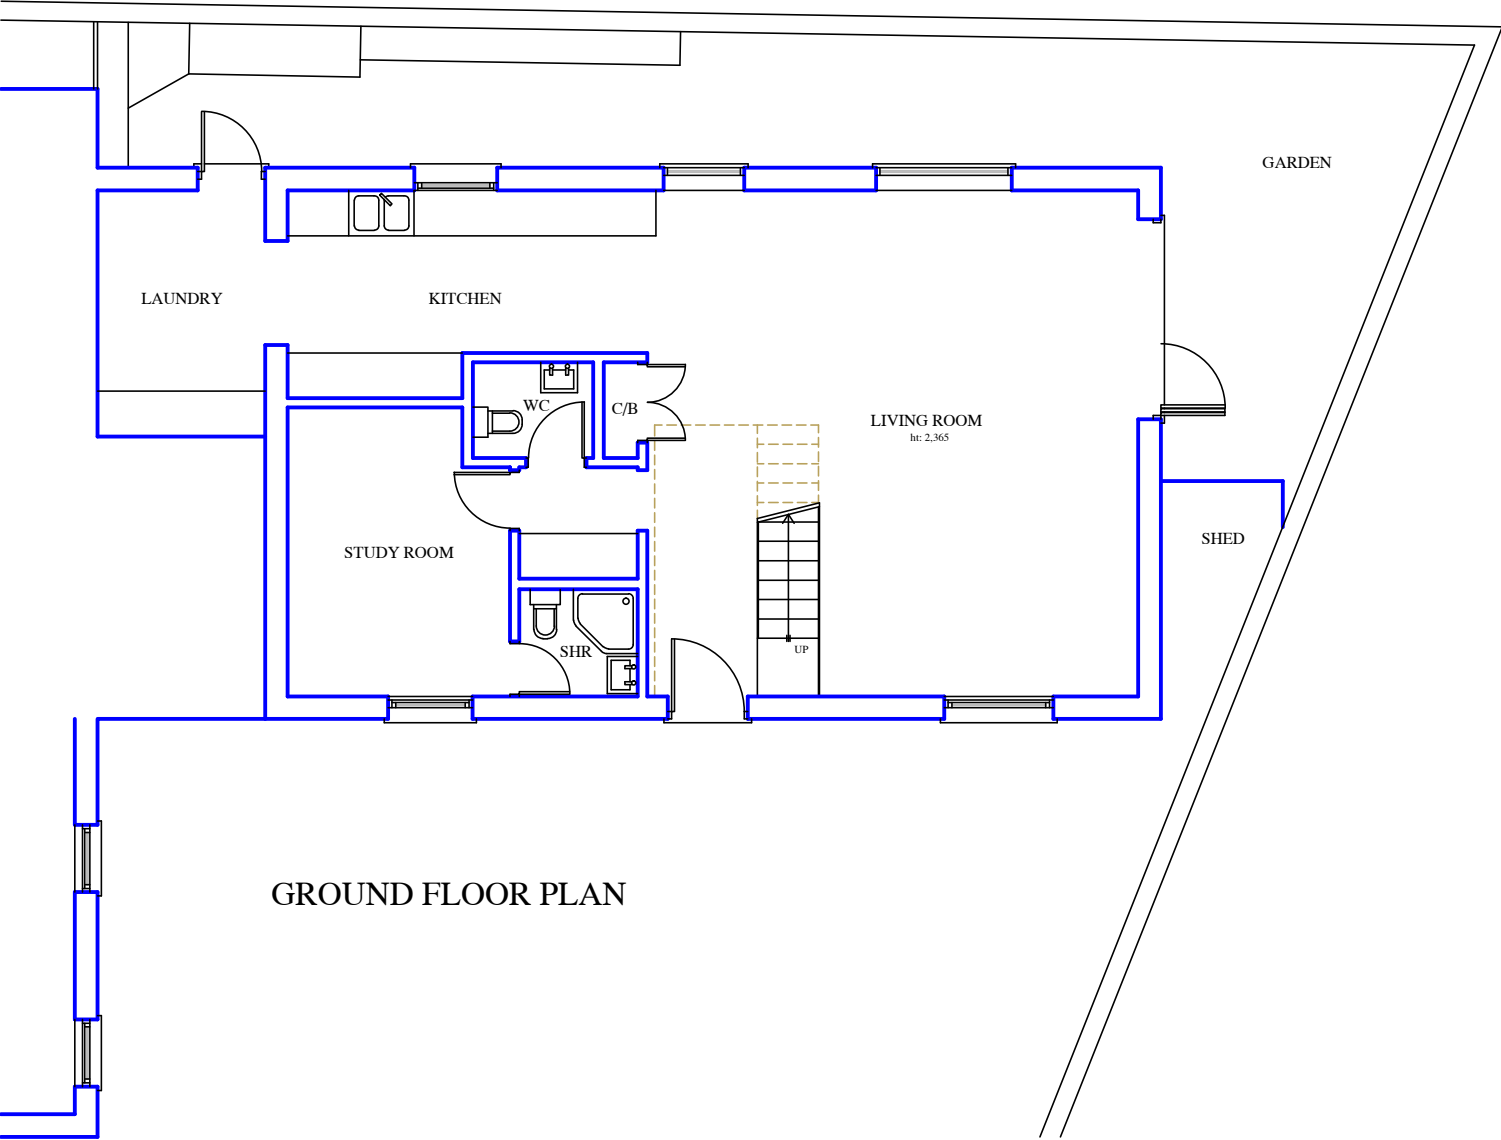 GARDEN
LAUNDRY
KITCHEN
WC
C/B
LIVING ROOM
ht: 2,365
STUDY ROOM
SHED
SHR
UP
GROUND FLOOR PLAN